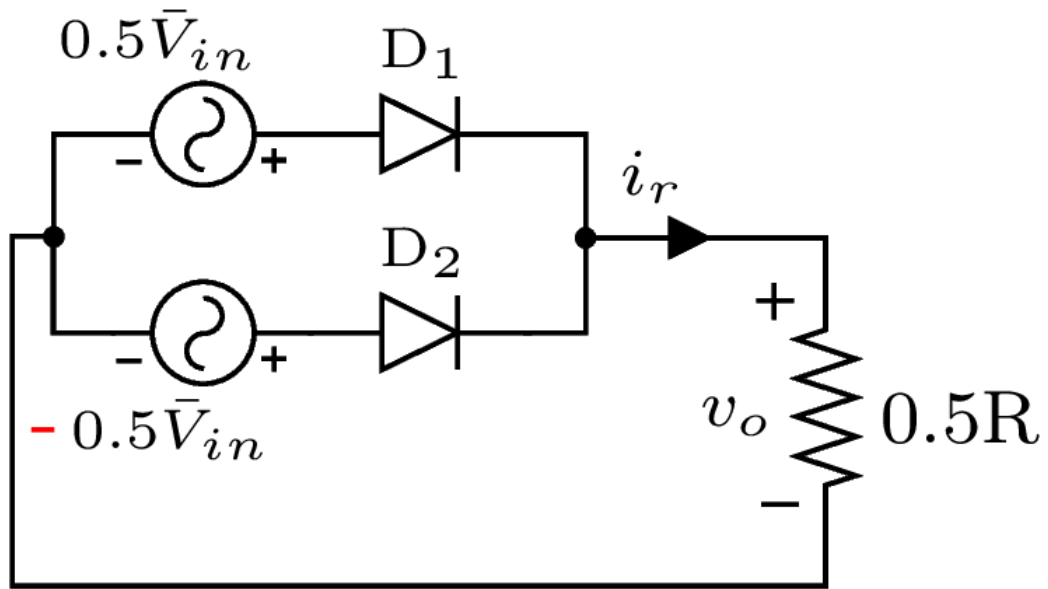 0.5V̄in
D1
− +
ir
D2
+
− +
vo
0.5R
- 0.5V̄in
−